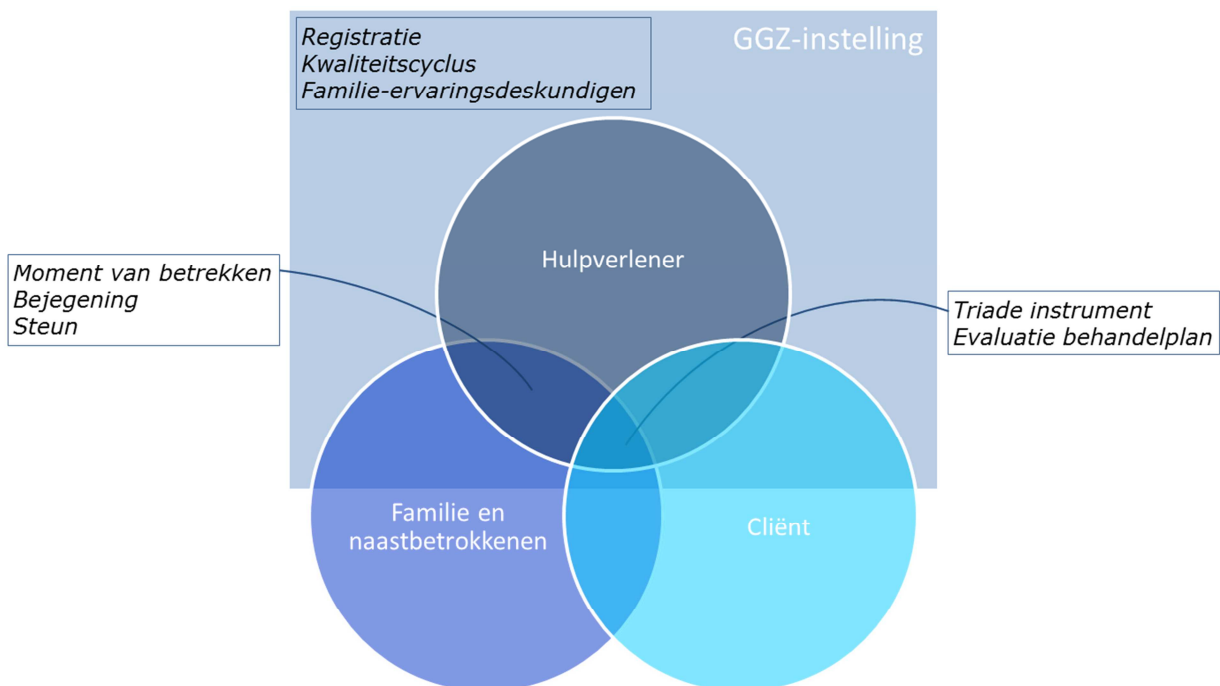 Registratie
Kwaliteitscyclus
Familie-ervaringsdeskundigen
GGZ-instelling
Hulpverlener
Moment van betrekken
Bejegening
Steun
Triade instrument
Evaluatie behandelplan
Familie en
naastbetrokkenen
Cliënt